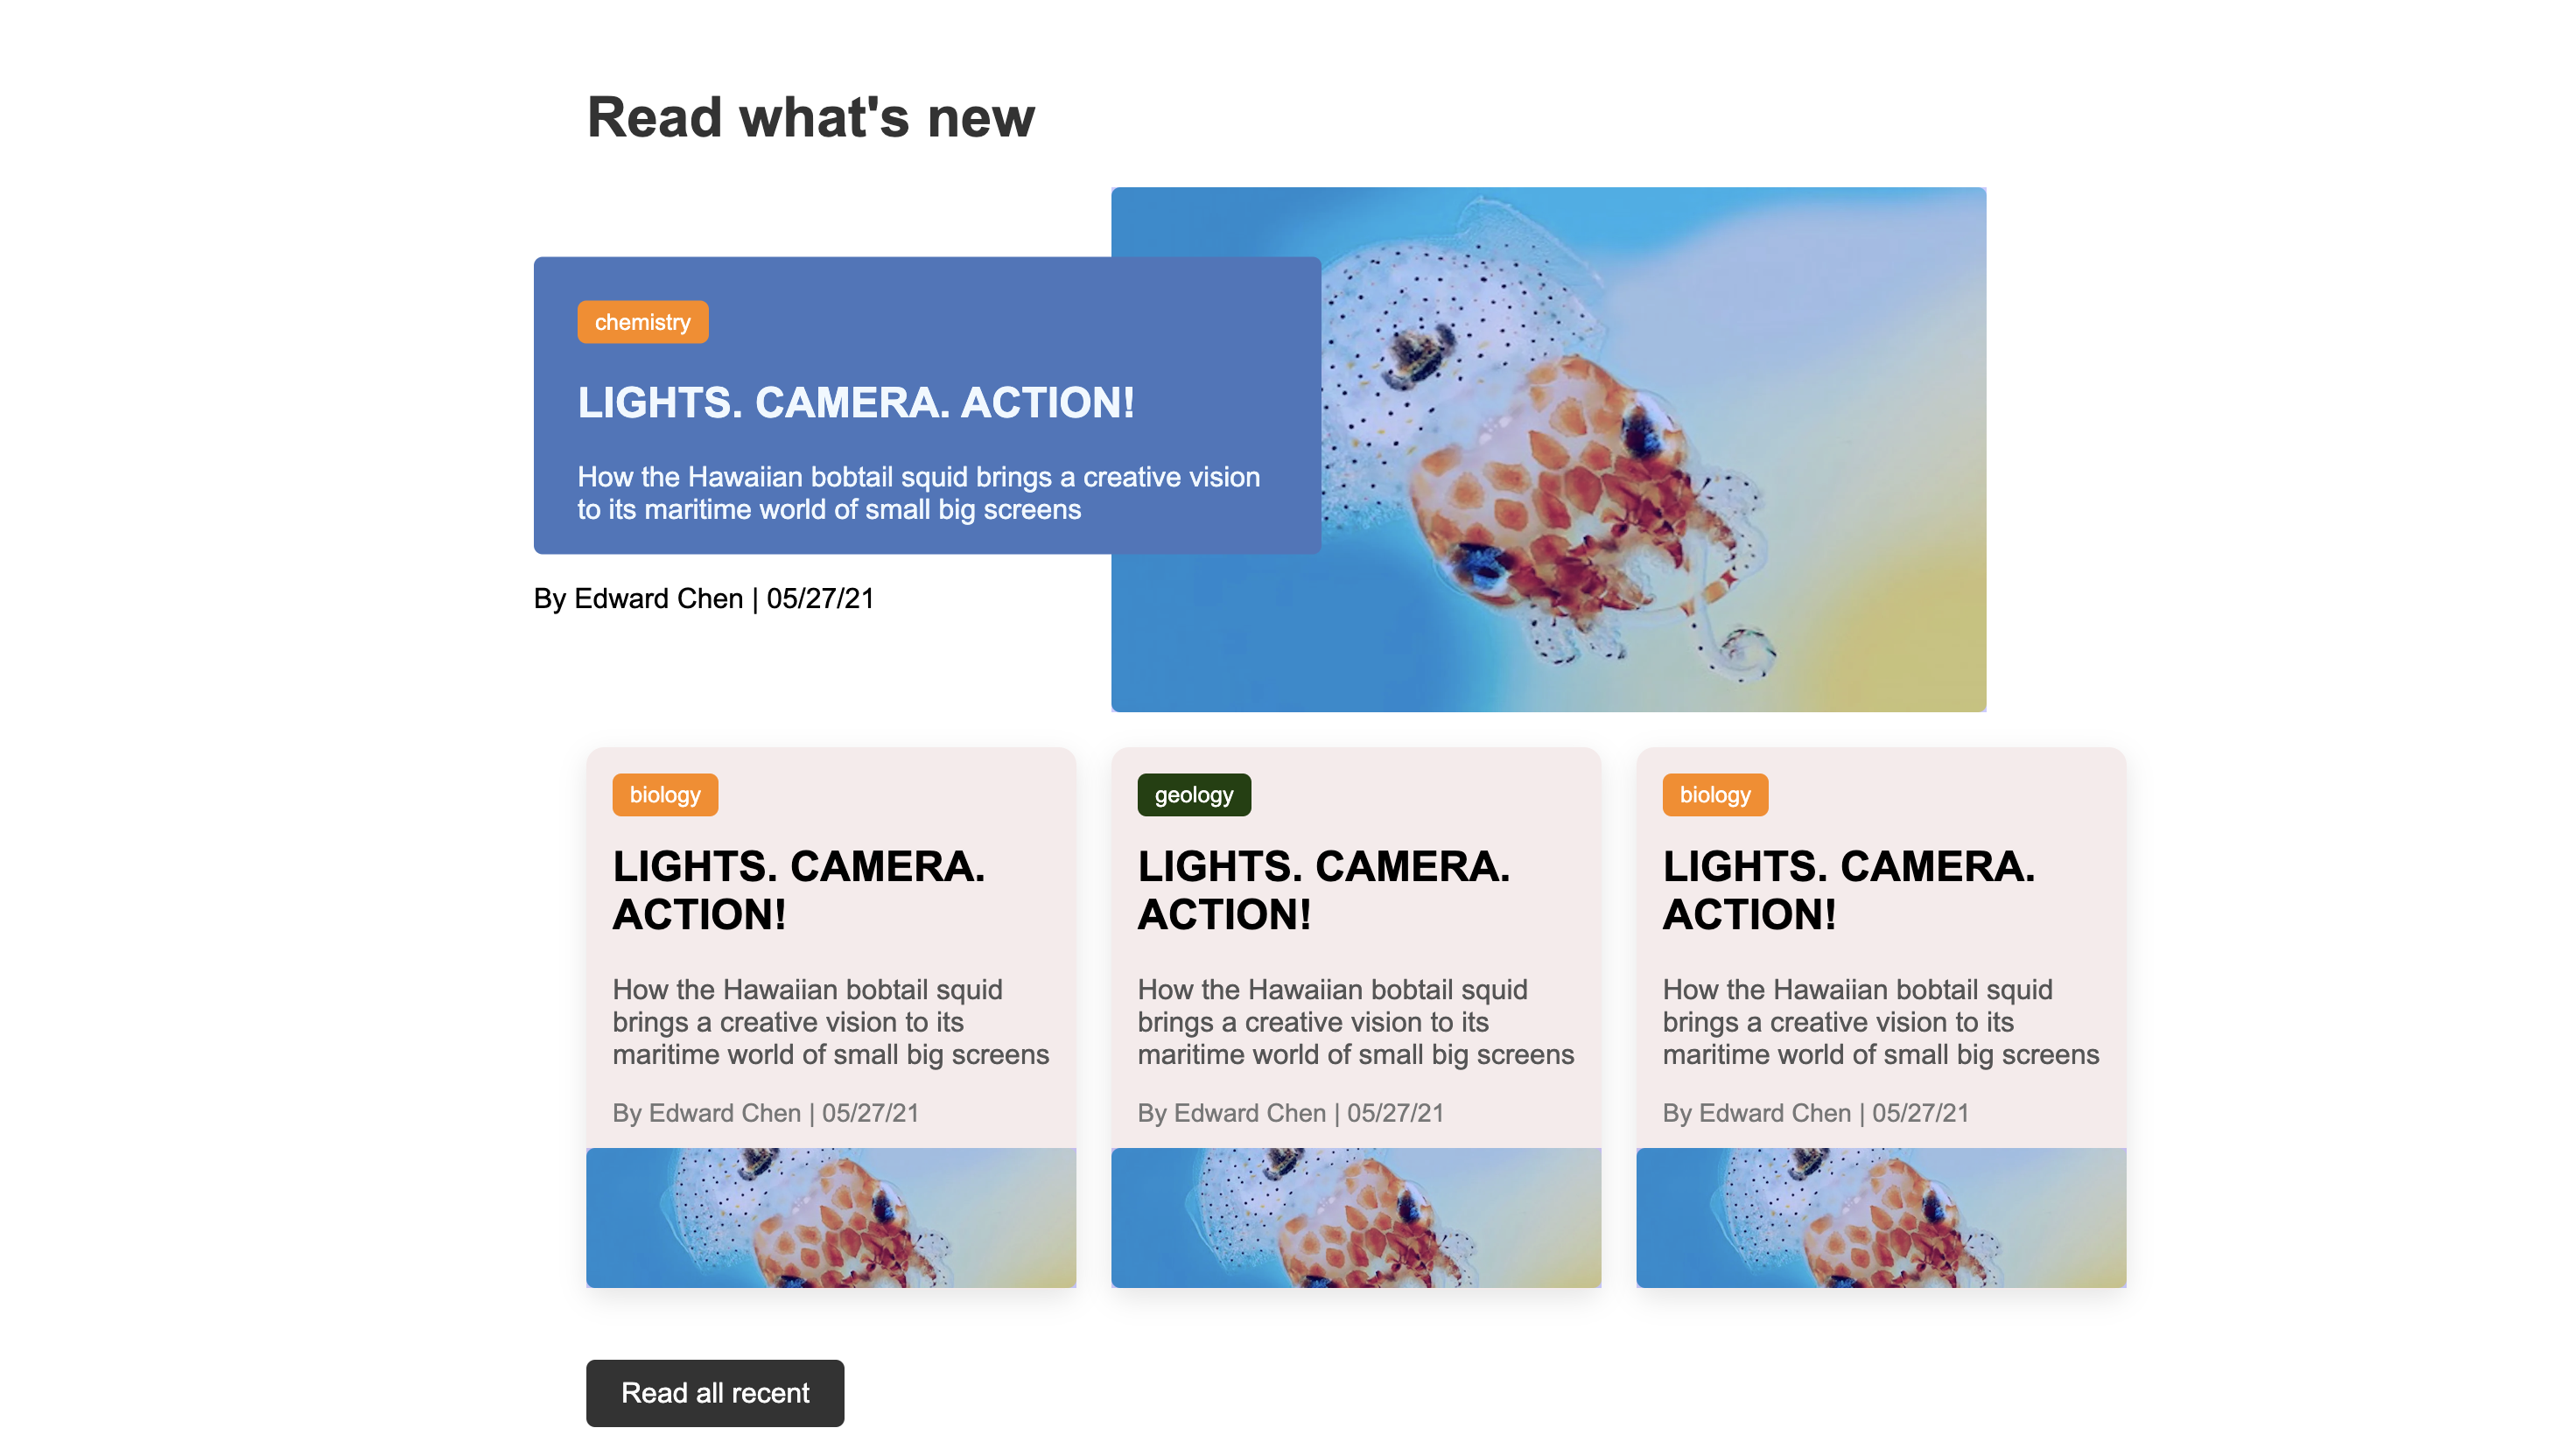 Read what's new
chemistry
LIGHTS. CAMERA. ACTION!
How the Hawaiian bobtail squid brings a creative vision
to its maritime world of small big screens
By Edward Chen | 05/27/21
biology
LIGHTS. CAMERA.
ACTION!
How the Hawaiian bobtail squid
brings a creative vision to its
maritime world of small big screens
By Edward Chen | 05/27/21
geology
LIGHTS. CAMERA.
ACTION!
How the Hawaiian bobtail squid
brings a creative vision to its
maritime world of small big screens
By Edward Chen | 05/27/21
biology
LIGHTS. CAMERA.
ACTION!
How the Hawaiian bobtail squid
brings a creative vision to its
maritime world of small big screens
By Edward Chen | 05/27/21
Read all recent